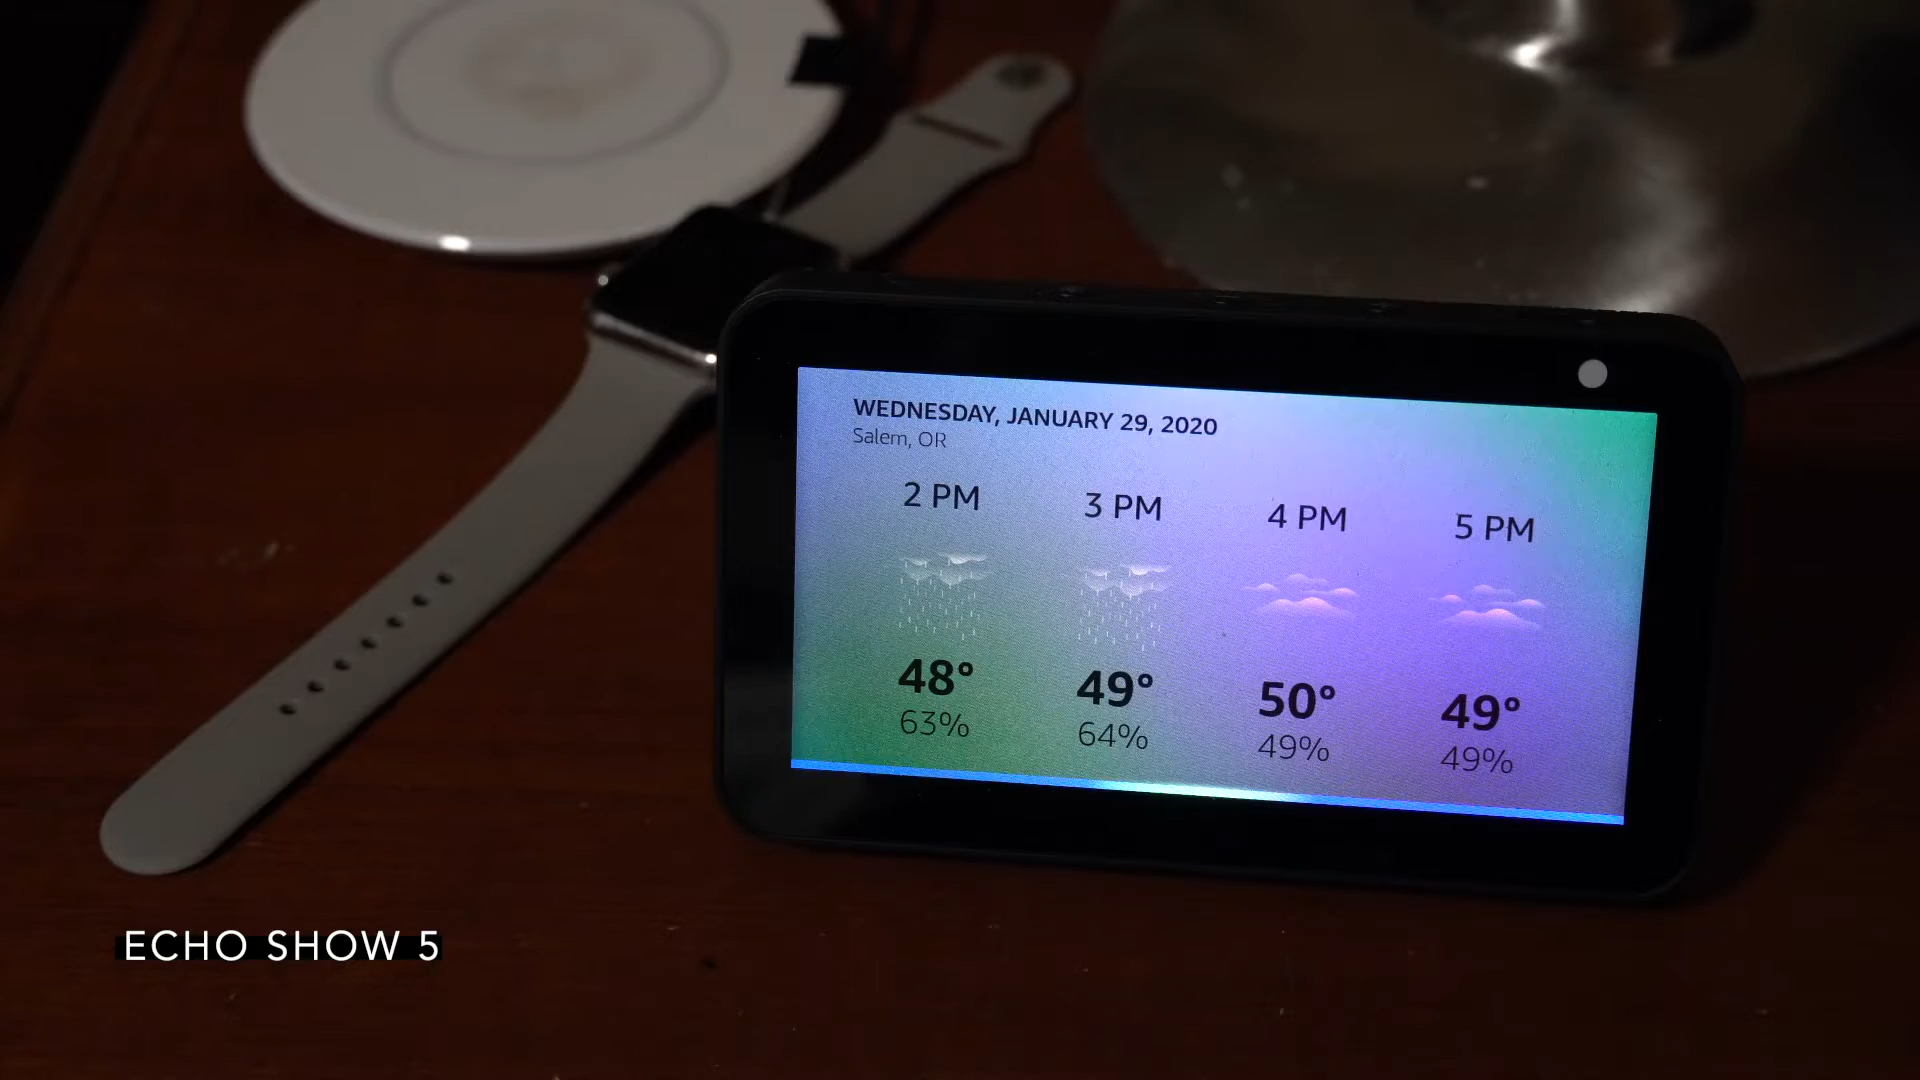 WEDNESDAY, JANUARY 29, 2020
Salem, OR
2 PM 3 PM 4 PM 5 PM
48° 49° 50° 49°
63% 64% 49% 49%
ECHO SHOW 5